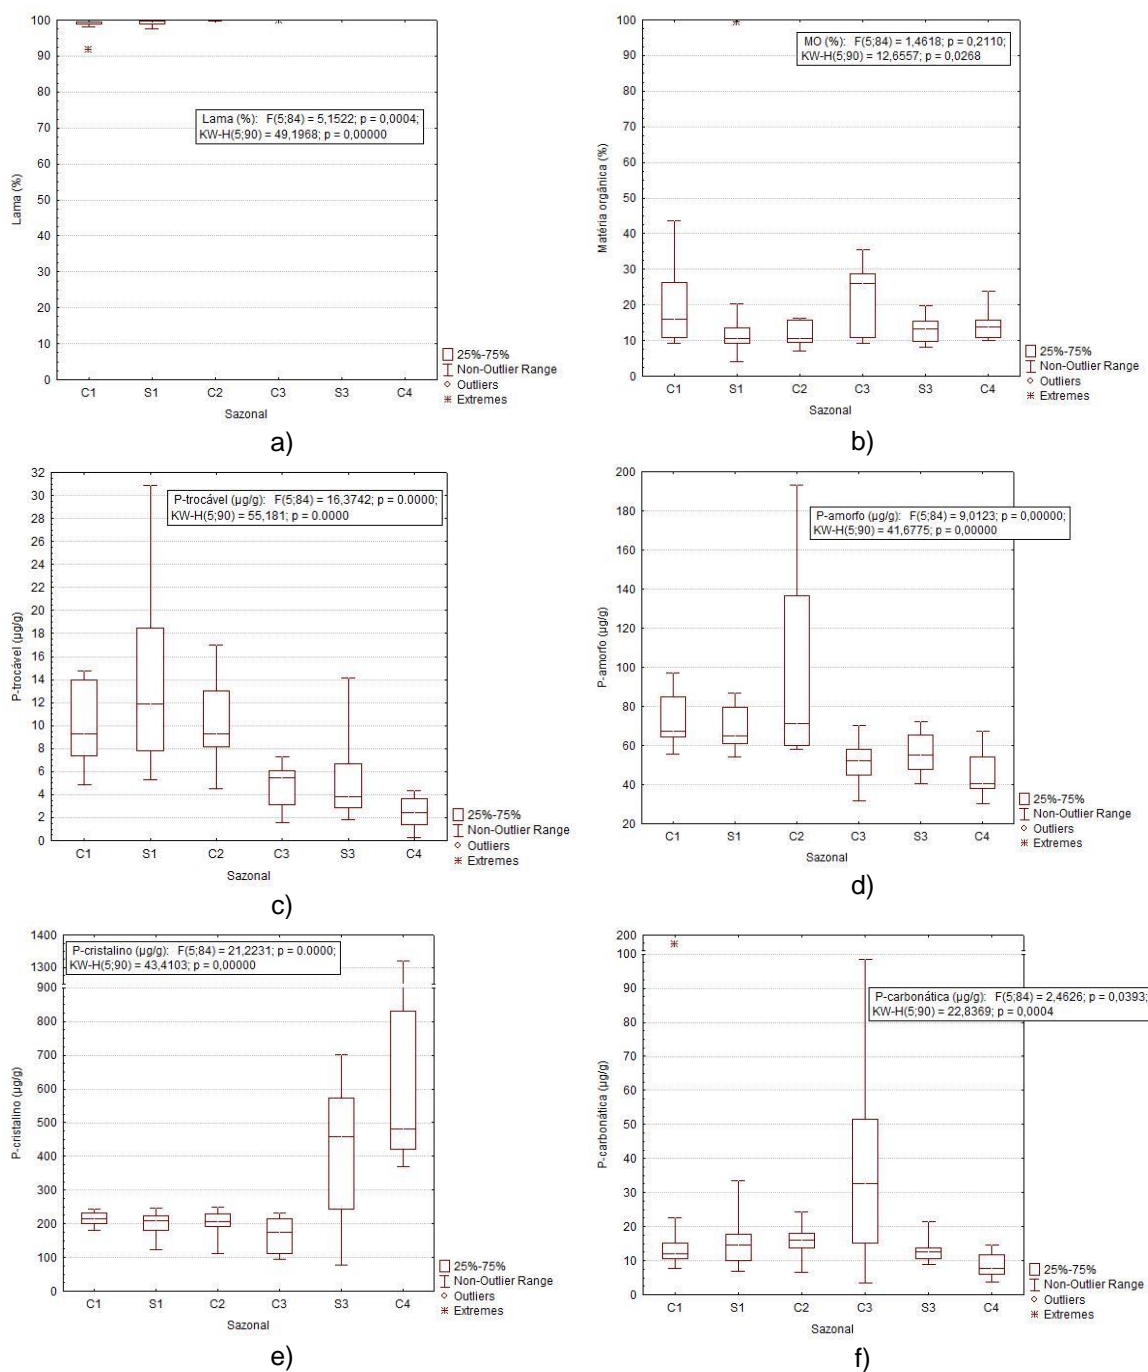 100
90
80
70
60
50
40
30
20
10
0
Lama (%)
Lama (%): F(5;84) = 5,1522; p = 0,0004;
KW-H(5;90) = 49,1968; p = 0,00000
C1 S1 C2 C3 S3 C4
Sazonal
25%-75%
Non-Outlier Range
Outliers
Extremes
a)
100
90
80
70
60
50
40
30
20
10
0
Matéria orgânica (%)
MO (%): F(5;84) = 1,4618; p = 0,2110;
KW-H(5;90) = 12,6557; p = 0,0268
C1 S1 C2 C3 S3 C4
Sazonal
25%-75%
Non-Outlier Range
Outliers
Extremes
b)
32
30
28
26
24
22
20
18
16
14
12
10
8
6
4
2
0
P-trocável (µg/g)
P-trocável (µg/g): F(5;84) = 16,3742; p = 0.0000;
KW-H(5;90) = 55,181; p = 0.0000
C1 S1 C2 C3 S3 C4
Sazonal
25%-75%
Non-Outlier Range
Outliers
Extremes
c)
200
180
160
140
120
100
80
60
40
20
P-amorfo (µg/g)
P-amorfo (µg/g): F(5;84) = 9,0123; p = 0,00000;
KW-H(5;90) = 41,6775; p = 0,00000
C1 S1 C2 C3 S3 C4
Sazonal
25%-75%
Non-Outlier Range
Outliers
Extremes
d)
1400
1300
900
800
700
600
500
400
300
200
100
0
P-cristalino (µg/g)
P-cristalino (µg/g): F(5;84) = 21,2231; p = 0.0000;
KW-H(5;90) = 43,4103; p = 0,00000
C1 S1 C2 C3 S3 C4
Sazonal
25%-75%
Non-Outlier Range
Outliers
Extremes
e)
200
100
90
80
70
60
50
40
30
20
10
0
P-carbonática (µg/g)
P-carbonática (µg/g): F(5;84) = 2,4626; p = 0,0393;
KW-H(5;90) = 22,8369; p = 0,0004
C1 S1 C2 C3 S3 C4
Sazonal
25%-75%
Non-Outlier Range
Outliers
Extremes
f)